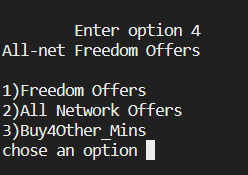 Enter option 4
All-net Freedom Offers
1)Freedom Offers
2)All Network Offers
3)Buy4Other_Mins
chose an option